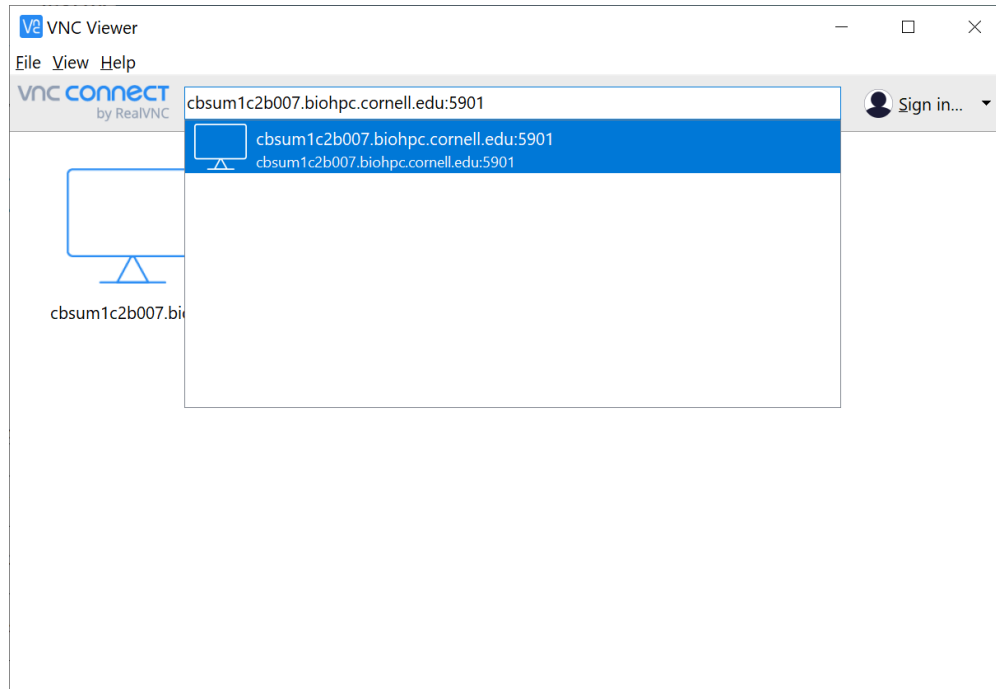 VNC Viewer
File View Help
vnc connect
by RealVNC
cbsum1c2b007.biohpc.cornell.edu:5901
Sign in...
cbsum1c2b007.biohpc.cornell.edu:5901
cbsum1c2b007.biohpc.cornell.edu:5901
cbsum1c2b007.bi